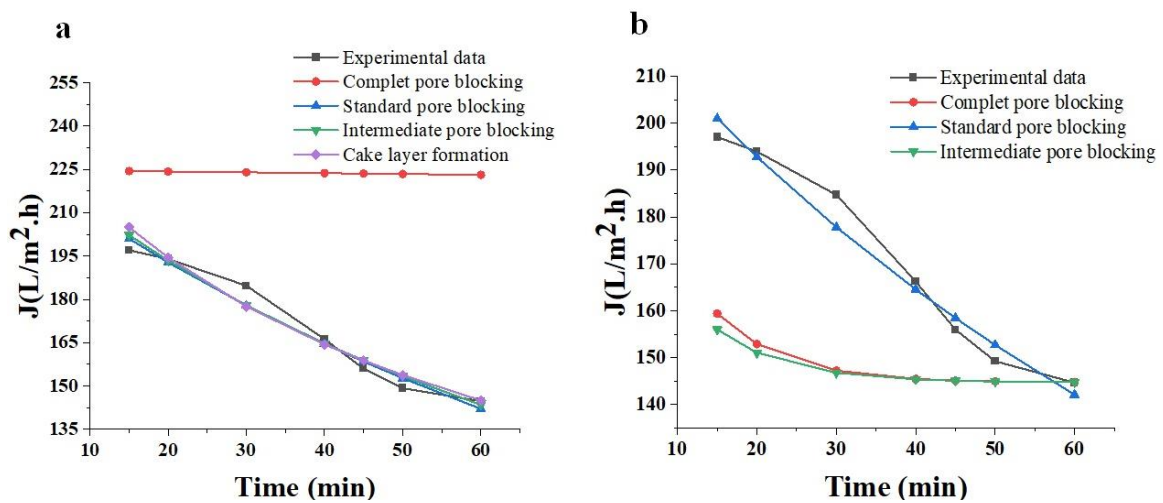 a
Experimental data
Complet pore blocking
Standard pore blocking
Intermediate pore blocking
Cake layer formation
255
240
225
210
195
180
165
150
135
J(L/m².h)
10 20 30 40 50 60
Time (min)
b
Experimental data
Complet pore blocking
Standard pore blocking
Intermediate pore blocking
210
200
190
180
170
160
150
140
J(L/m².h)
10 20 30 40 50 60
Time (min)